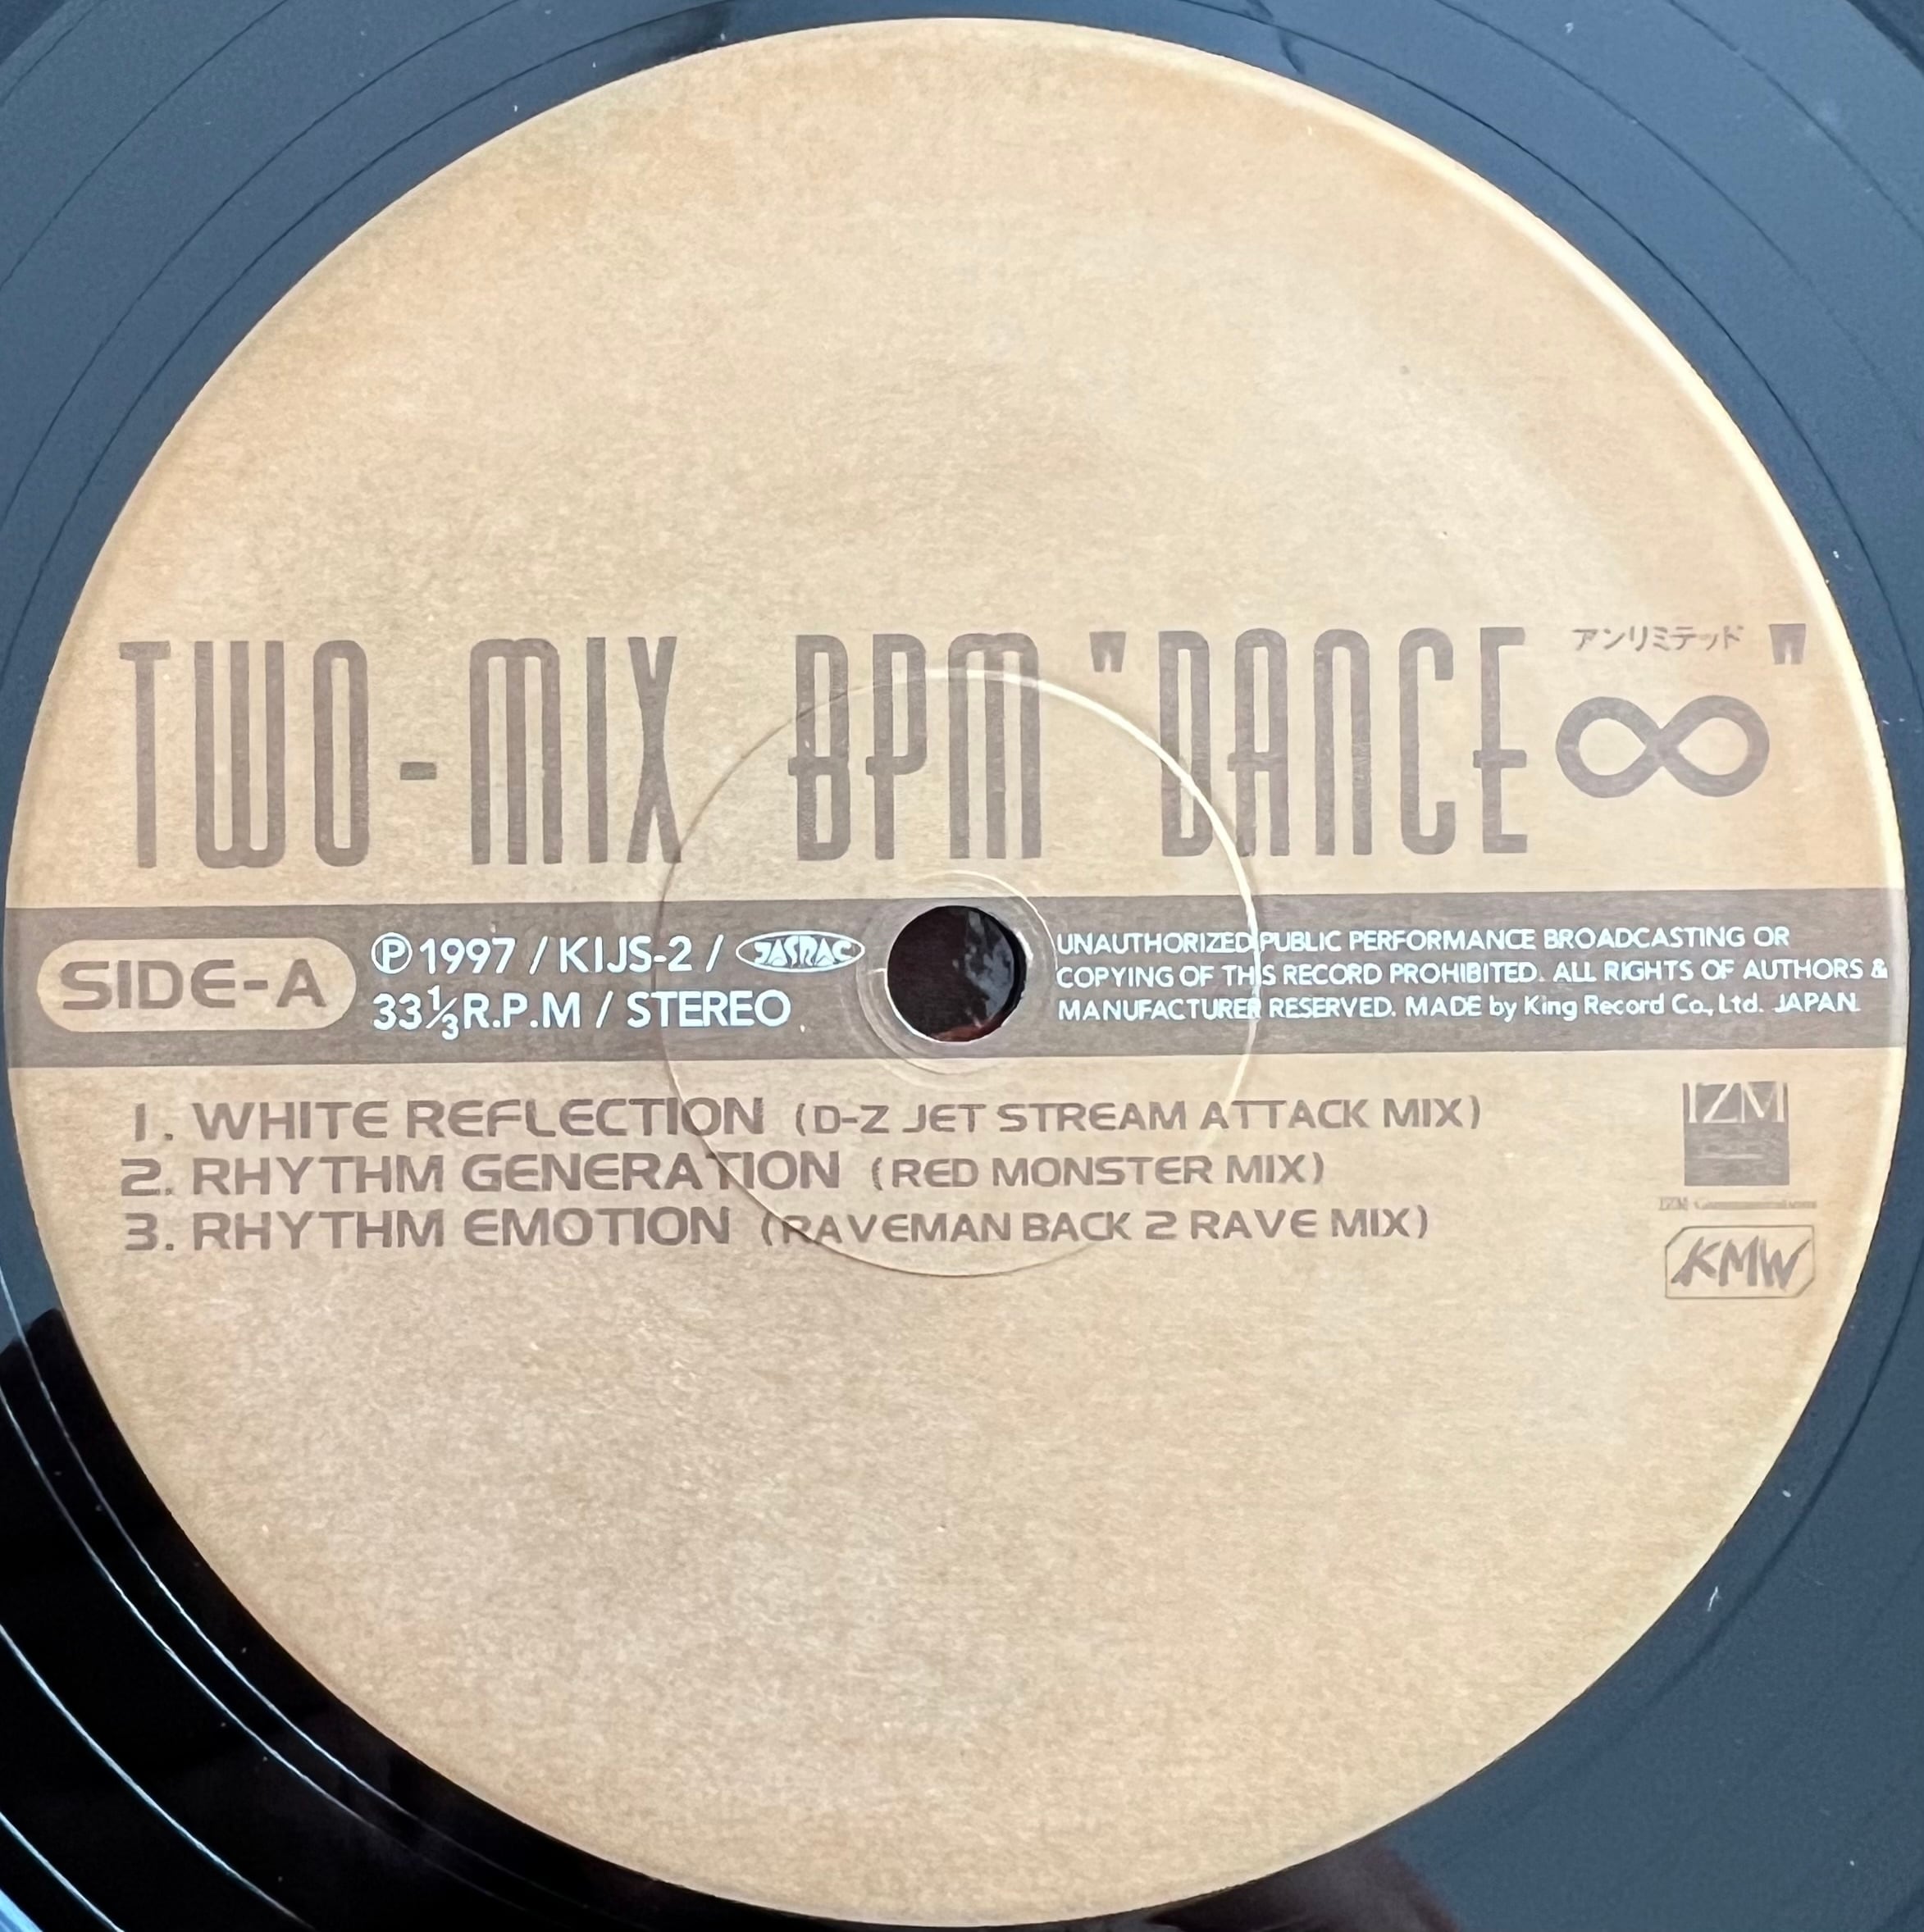 アンリミテッド
TWO-MIX BPM "DANCE∞"
SIDE-A
Ⓟ1997 / KIJS-2 / JASRAC
33⅓R.P.M / STEREO
UNAUTHORIZED PUBLIC PERFORMANCE BROADCASTING OR
COPYING OF THIS RECORD PROHIBITED. ALL RIGHTS OF AUTHORS &
MANUFACTURER RESERVED. MADE by King Record Co., Ltd. JAPAN.
1. WHITE REFLECTION (D-Z JET STREAM ATTACK MIX)
2. RHYTHM GENERATION (RED MONSTER MIX)
3. RHYTHM EMOTION (RAVEMAN BACK 2 RAVE MIX)
IZM
IZM Communications
KMW